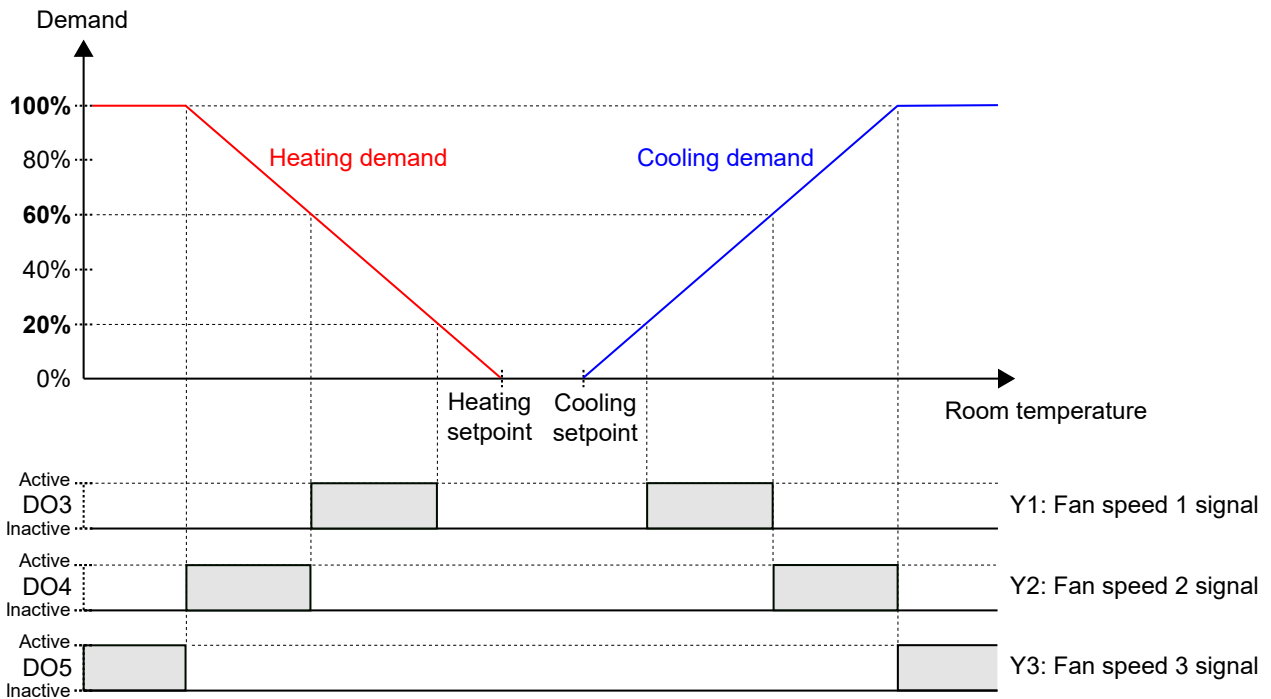 Demand
100%
80%
60%
40%
20%
0%
Heating demand
Cooling demand
Heating
setpoint
Cooling
setpoint
Room temperature
Active
DO3
Inactive
Y1: Fan speed 1 signal
Active
DO4
Inactive
Y2: Fan speed 2 signal
Active
DO5
Inactive
Y3: Fan speed 3 signal